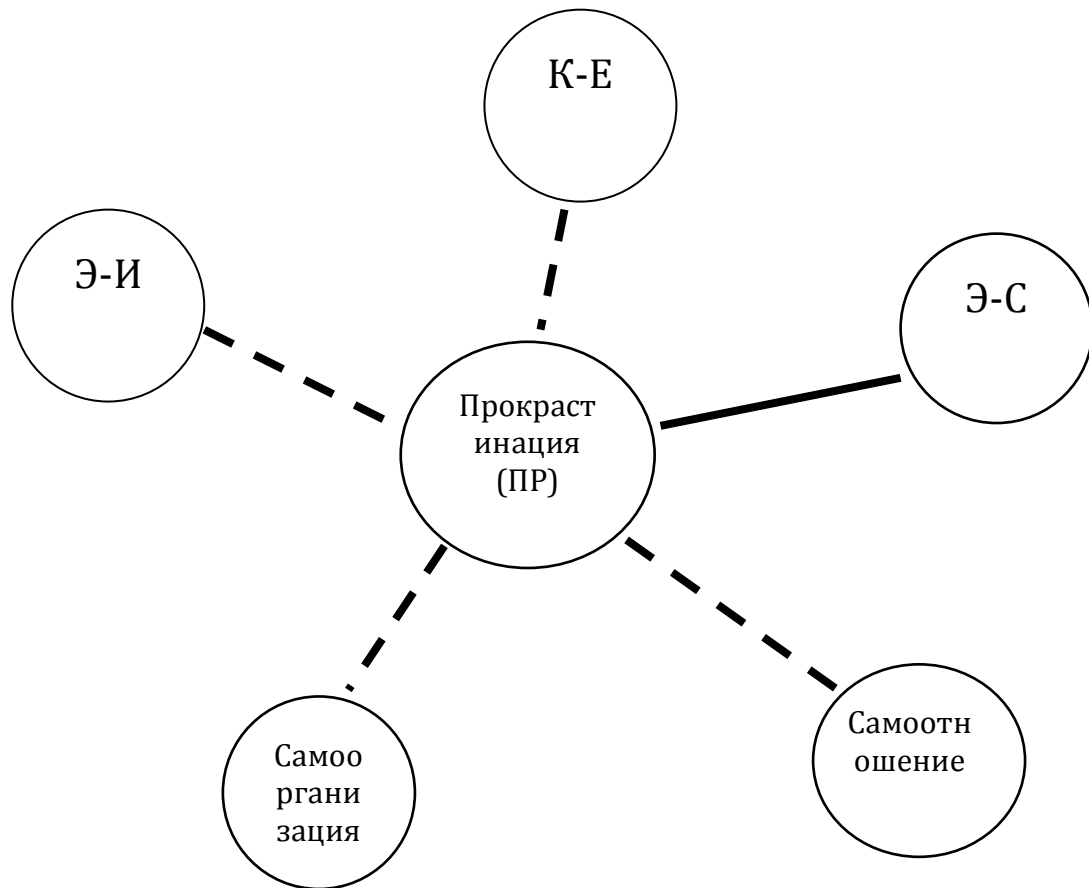 К-Е
Э-И
Э-С
Прокраст
инация
(ПР)
Самоо
ргани
зация
Самоотн
ошение